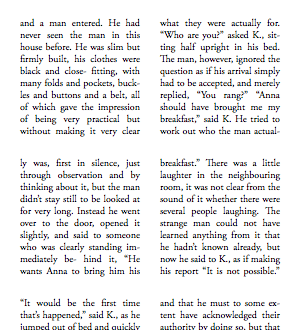 and a man entered. He had
never seen the man in this
house before. He was slim but
firmly built, his clothes were
black and close- fitting, with
many folds and pockets, buck-
les and buttons and a belt, all
of which gave the impression
of being very practical but
without making it very clear
what they were actually for.
“Who are you?” asked K., sit-
ting half upright in his bed.
The man, however, ignored the
question as if his arrival simply
had to be accepted, and merely
replied, “You rang?” “Anna
should have brought me my
breakfast,” said K. He tried to
work out who the man actual-
ly was, first in silence, just
through observation and by
thinking about it, but the man
didn’t stay still to be looked at
for very long. Instead he went
over to the door, opened it
slightly, and said to someone
who was clearly standing im-
mediately be- hind it, “He
wants Anna to bring him his
breakfast.” There was a little
laughter in the neighbouring
room, it was not clear from the
sound of it whether there were
several people laughing. The
strange man could not have
learned anything from it that
he hadn’t known already, but
now he said to K., as if making
his report “It is not possible.”
“It would be the first time
that’s happened,” said K., as he
jumped out of bed and quickly
and that he must to some ex-
tent have acknowledged their
authority by doing so, but that